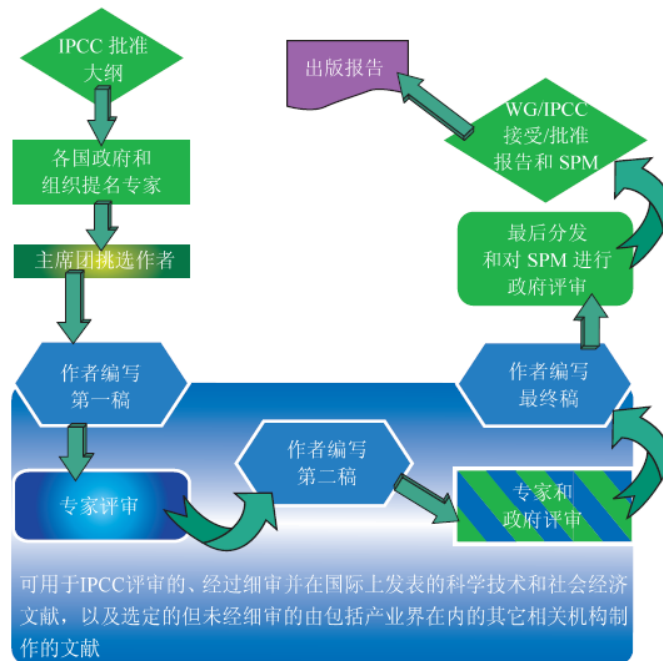 IPCC 批准
大纲
各国政府和
组织提名专家
主席团挑选作者
作者编写
第一稿
专家评审
作者编写
第二稿
专家和
政府评审
作者编写
最终稿
最后分发
和对 SPM 进行
政府评审
WG/IPCC
接受/批准
报告和 SPM
出版报告
可用于IPCC评审的、经过细审并在国际上发表的科学技术和社会经济
文献，以及选定的但未经细审的由包括产业界在内的其它相关机构制
作的文献